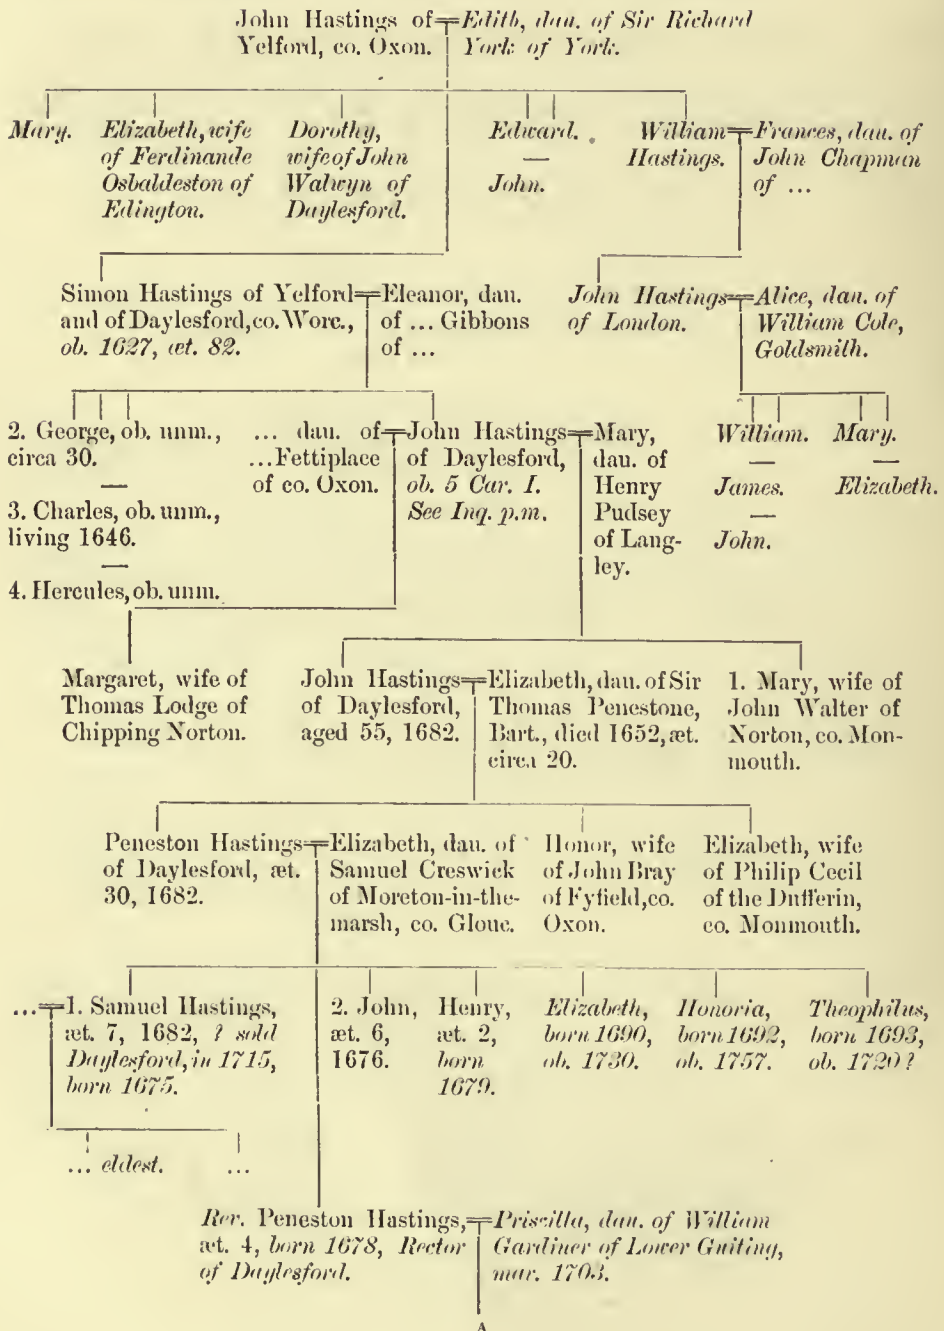 John Hastings of
Yelford, co. Oxon.
Edith, dau. of Sir Richard
York of York.
Mary.
Elizabeth, wife
of Ferdinande
Osbaldeston of
Edington.
Dorothy,
wife of John
Walwyn of
Daylesford.
Edward.
—
John.
William
Hastings.
Frances, dau. of
John Chapman
of ...
Simon Hastings of Yelford
and of Daylesford, co. Worc.,
ob. 1627, æt. 82.
Eleanor, dau.
of ... Gibbons
of ...
John Hastings
of London.
Alice, dau. of
William Cole,
Goldsmith.
2. George, ob. unm.,
circa 30.
—
3. Charles, ob. unm.,
living 1646.
—
4. Hercules, ob. unm.
... dau. of
...Fettiplace
of co. Oxon.
John Hastings
of Daylesford,
ob. 5 Car. I.
See Inq. p.m.
Mary,
dau. of
Henry
Pudsey
of Lang-
ley.
William.
—
James.
—
John.
Mary.
—
Elizabeth.
Margaret, wife of
Thomas Lodge of
Chipping Norton.
John Hastings
of Daylesford,
aged 55, 1682.
Elizabeth, dau. of Sir
Thomas Penestone,
Bart., died 1652, æt.
circa 20.
1. Mary, wife of
John Walter of
Norton, co. Mon-
mouth.
Peneston Hastings
of Daylesford, æt.
30, 1682.
Elizabeth, dau. of
Samuel Creswick
of Moreton-in-the-
marsh, co. Glouc.
Honor, wife
of John Bray
of Fyfield, co.
Oxon.
Elizabeth, wife
of Philip Cecil
of the Dufferin,
co. Monmouth.
...
1. Samuel Hastings,
æt. 7, 1682, ? sold
Daylesford, in 1715,
born 1675.
2. John,
æt. 6,
1676.
Henry,
æt. 2,
born
1679.
Elizabeth,
born 1690,
ob. 1730.
Honoria,
born 1692,
ob. 1757.
Theophilus,
born 1693,
ob. 1720?
... eldest.
...
Rev. Peneston Hastings,
æt. 4, born 1678, Rector
of Daylesford.
Priscilla, dau. of William
Gardiner of Lower Guiting,
mar. 1703.
A